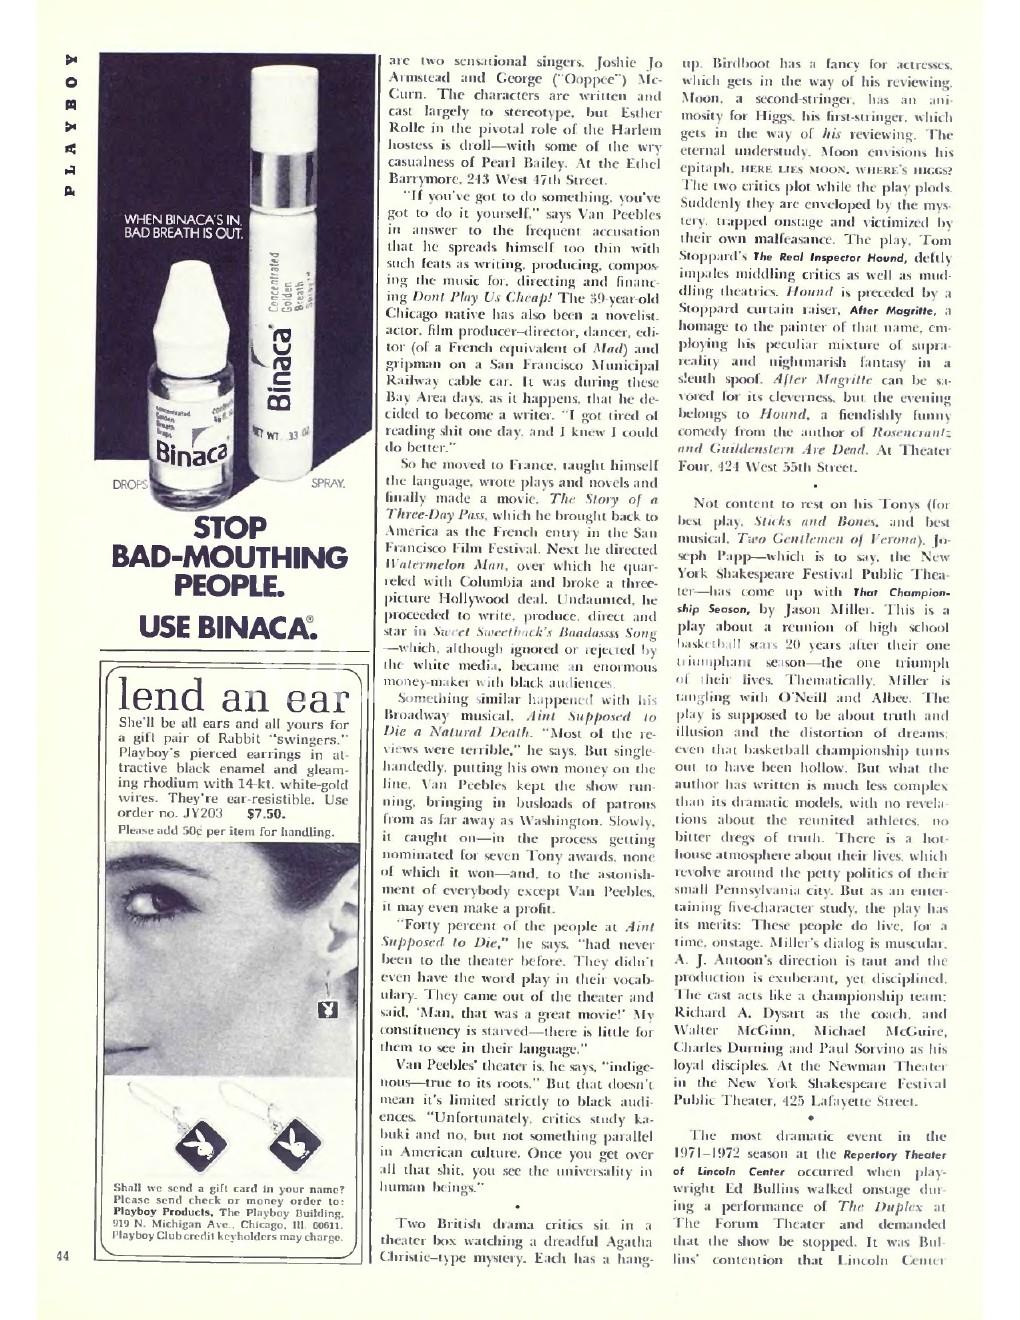 PLAYBOY
WHEN BINACA'S IN,
BAD BREATH IS OUT.
Concentrated
Golden
Breath
Binaca®
NET WT. .33 OZ.
Concentrated
Golden
Breath
Drops
Binaca®
DROPS
SPRAY.
STOP
BAD-MOUTHING
PEOPLE.
USE BINACA®.
lend an ear
She'll be all ears and all yours for
a gift pair of Rabbit "swingers."
Playboy's pierced earrings in at-
tractive black enamel and gleam-
ing rhodium with 14-kt. white-gold
wires. They're ear-resistible. Use
order no. JY203 $7.50.
Please add 50¢ per item for handling.
Shall we send a gift card in your name?
Please send check or money order to:
Playboy Products, The Playboy Building,
919 N. Michigan Ave., Chicago, Ill. 60611.
Playboy Club credit keyholders may charge.
44
are two sensational singers, Joshie Jo
Armstead and George ("Ooppee") Mc-
Curn. The characters are written and
cast largely to stereotype, but Esther
Rolle in the pivotal role of the Harlem
hostess is droll—with some of the wry
casualness of Pearl Bailey. At the Ethel
Barrymore, 243 West 47th Street.
"If you've got to do something, you've
got to do it yourself," says Van Peebles
in answer to the frequent accusation
that he spreads himself too thin with
such feats as writing, producing, compos-
ing the music for, directing and financ-
ing Dont Play Us Cheap! The 39-year-old
Chicago native has also been a novelist,
actor, film producer–director, dancer, edi-
tor (of a French equivalent of Mad) and
gripman on a San Francisco Municipal
Railway cable car. It was during these
Bay Area days, as it happens, that he de-
cided to become a writer. "I got tired of
reading shit one day, and I knew I could
do better."
So he moved to France, taught himself
the language, wrote plays and novels and
finally made a movie, The Story of a
Three-Day Pass, which he brought back to
America as the French entry in the San
Francisco Film Festival. Next he directed
Watermelon Man, over which he quar-
reled with Columbia and broke a three-
picture Hollywood deal. Undaunted, he
proceeded to write, produce, direct and
star in Sweet Sweetback's Baadasssss Song
—which, although ignored or rejected by
the white media, became an enormous
money-maker with black audiences.
Something similar happened with his
Broadway musical, Aint Supposed to
Die a Natural Death. "Most of the re-
views were terrible," he says. But single-
handedly, putting his own money on the
line, Van Peebles kept the show run-
ning, bringing in busloads of patrons
from as far away as Washington. Slowly,
it caught on—in the process getting
nominated for seven Tony awards, none
of which it won—and, to the astonish-
ment of everybody except Van Peebles,
it may even make a profit.
"Forty percent of the people at Aint
Supposed to Die," he says, "had never
been to the theater before. They didn't
even have the word play in their vocab-
ulary. They came out of the theater and
said, 'Man, that was a great movie!' My
constituency is starved—there is little for
them to see in their language."
Van Peebles' theater is, he says, "indige-
nous—true to its roots." But that doesn't
mean it's limited strictly to black audi-
ences. "Unfortunately, critics study ka-
buki and no, but not something parallel
in American culture. Once you get over
all that shit, you see the universality in
human beings."
•
Two British drama critics sit in a
theater box watching a dreadful Agatha
Christie–type mystery. Each has a hang-
up. Birdboot has a fancy for actresses,
which gets in the way of his reviewing.
Moon, a second-stringer, has an ani-
mosity for Higgs, his first-stringer, which
gets in the way of his reviewing. The
eternal understudy, Moon envisions his
epitaph, HERE LIES MOON, WHERE'S HIGGS?
The two critics plot while the play plods.
Suddenly they are enveloped by the mys-
tery, trapped onstage and victimized by
their own malfeasance. The play, Tom
Stoppard's The Real Inspector Hound, deftly
impales middling critics as well as mud-
dling theatrics. Hound is preceded by a
Stoppard curtain raiser, After Magritte, a
homage to the painter of that name, em-
ploying his peculiar mixture of supra-
reality and nightmarish fantasy in a
sleuth spoof. After Magritte can be sa-
vored for its cleverness, but the evening
belongs to Hound, a fiendishly funny
comedy from the author of Rosencrantz
and Guildenstern Are Dead. At Theater
Four, 424 West 55th Street.
•
Not content to rest on his Tonys (for
best play, Sticks and Bones, and best
musical, Two Gentlemen of Verona), Jo-
seph Papp—which is to say, the New
York Shakespeare Festival Public Thea-
ter—has come up with That Champion-
ship Season, by Jason Miller. This is a
play about a reunion of high school
basketball stars 20 years after their one
triumphant season—the one triumph
of their lives. Thematically, Miller is
tangling with O'Neill and Albee. The
play is supposed to be about truth and
illusion and the distortion of dreams;
even that basketball championship turns
out to have been hollow. But what the
author has written is much less complex
than its dramatic models, with no revela-
tions about the reunited athletes, no
bitter dregs of truth. There is a hot-
house atmosphere about their lives, which
revolve around the petty politics of their
small Pennsylvania city. But as an enter-
taining five-character study, the play has
its merits: These people do live, for a
time, onstage. Miller's dialog is muscular,
A. J. Antoon's direction is taut and the
production is exuberant, yet disciplined.
The cast acts like a championship team:
Richard A. Dysart as the coach, and
Walter McGinn, Michael McGuire,
Charles Durning and Paul Sorvino as his
loyal disciples. At the Newman Theater
in the New York Shakespeare Festival
Public Theater, 425 Lafayette Street.
•
The most dramatic event in the
1971–1972 season at the Repertory Theater
of Lincoln Center occurred when play-
wright Ed Bullins walked onstage dur-
ing a performance of The Duplex at
The Forum Theater and demanded
that the show be stopped. It was Bul-
lins' contention that Lincoln Center